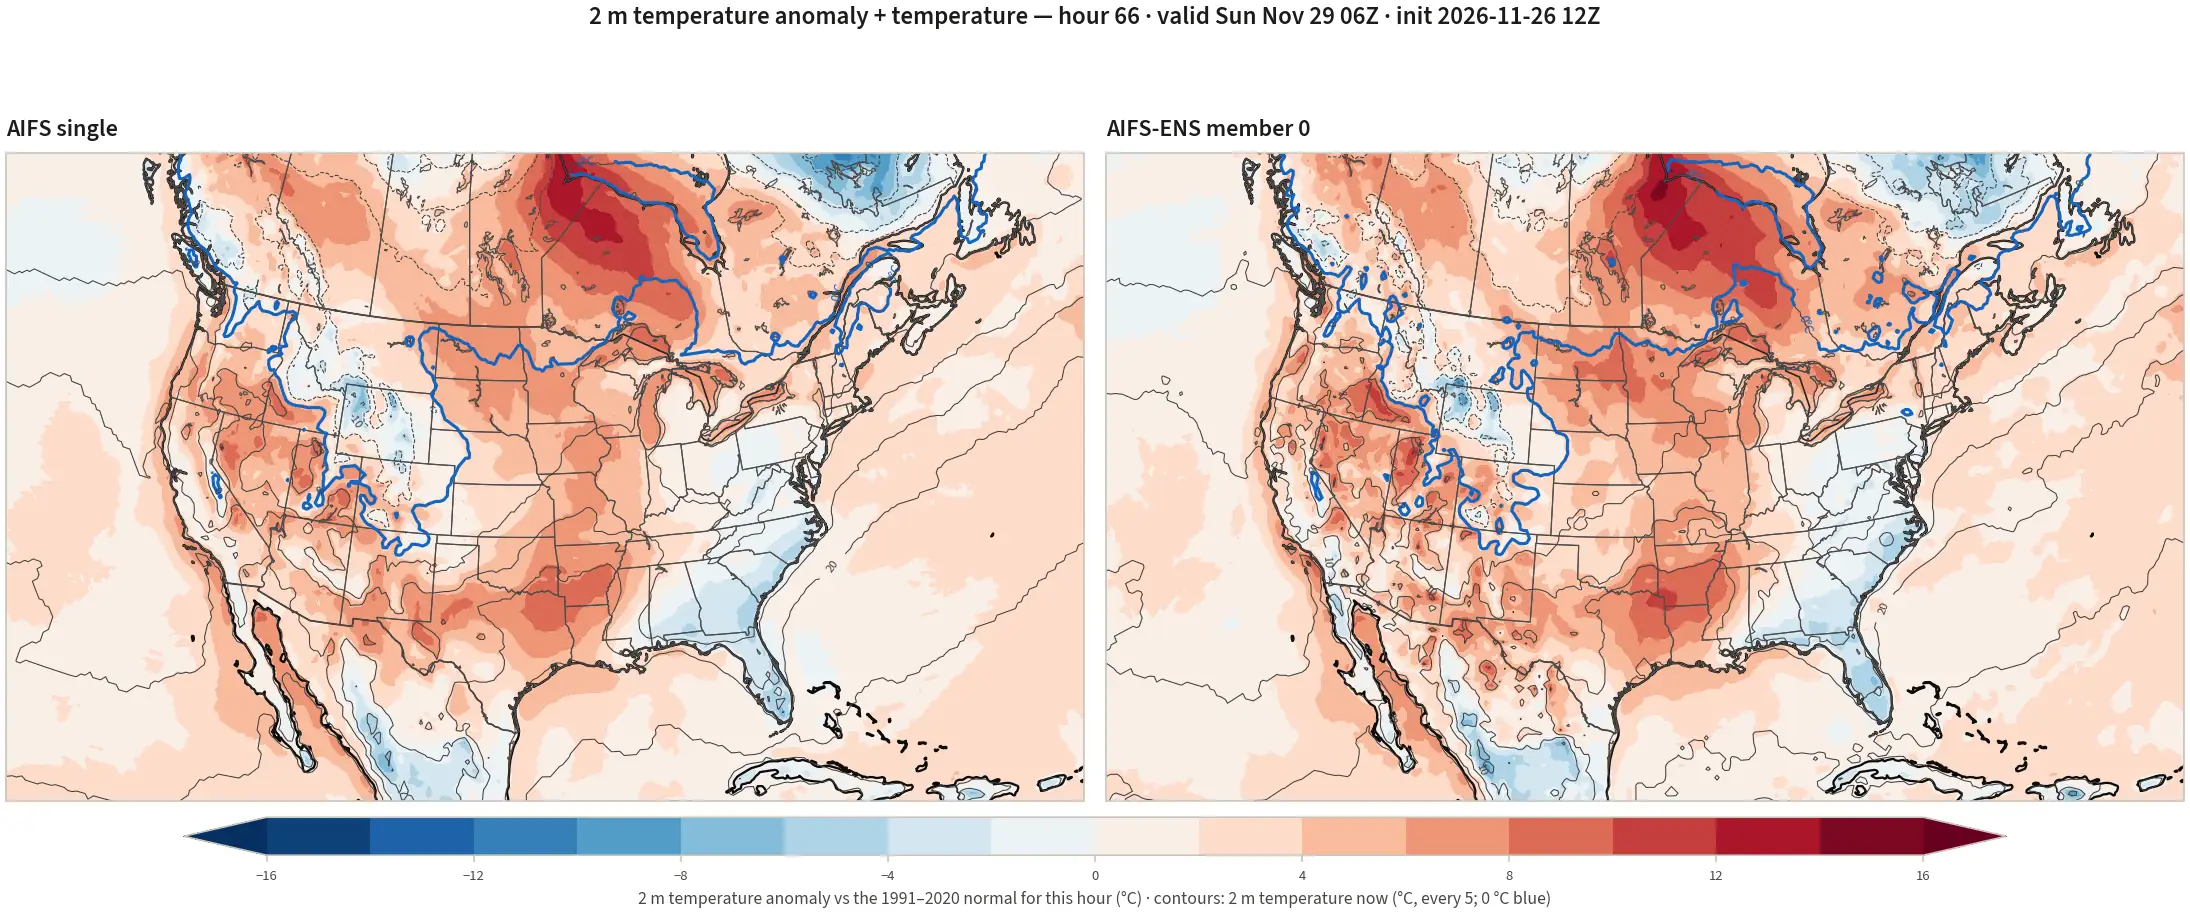 2 m temperature anomaly + temperature — hour 66 · valid Sun Nov 29 06Z · init 2026-11-26 12Z
AIFS single
AIFS-ENS member 0
20
20
−16 −12 −8 −4 0 4 8 12 16
2 m temperature anomaly vs the 1991–2020 normal for this hour (°C) · contours: 2 m temperature now (°C, every 5; 0 °C blue)